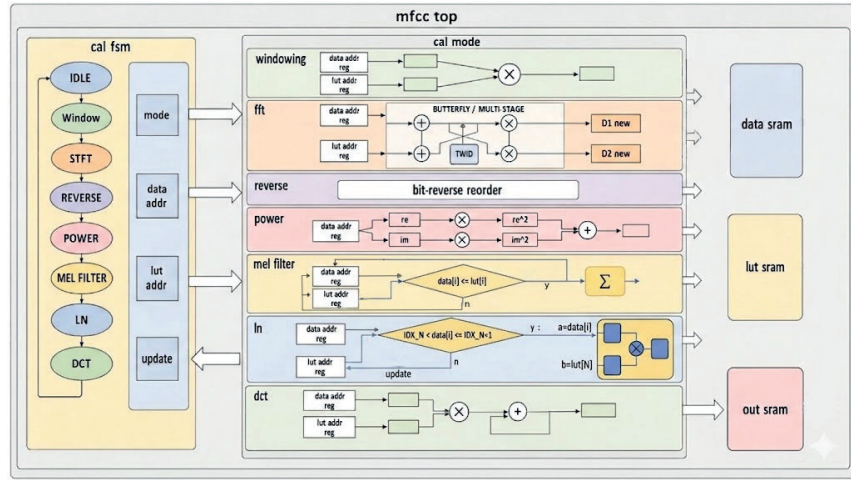 mfcc top
cal fsm
IDLE
Window
STFT
REVERSE
POWER
MEL FILTER
LN
DCT
mode
data
addr
lut
addr
update
cal mode
windowing
data addr
reg
lut addr
reg
fft
data addr
reg
lut addr
reg
BUTTERFLY / MULTI-STAGE
TWID
D1 new
D2 new
reverse
bit-reverse reorder
power
data addr
reg
re
im
re^2
im^2
mel filter
data addr
reg
lut addr
reg
data[i] <= lut[i]
y
n
Σ
ln
data addr
reg
lut addr
reg
IDX_N < data[i] <= IDX_N<1
y : a=data[i]
n
update
b=lut[N]
dct
data addr
reg
lut addr
reg
data sram
lut sram
out sram